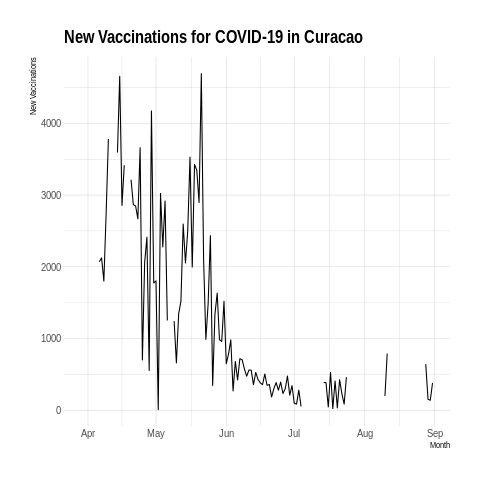 New Vaccinations for COVID-19 in Curacao
New Vaccinations
4000
3000
2000
1000
0
Apr May Jun Jul Aug Sep
Month